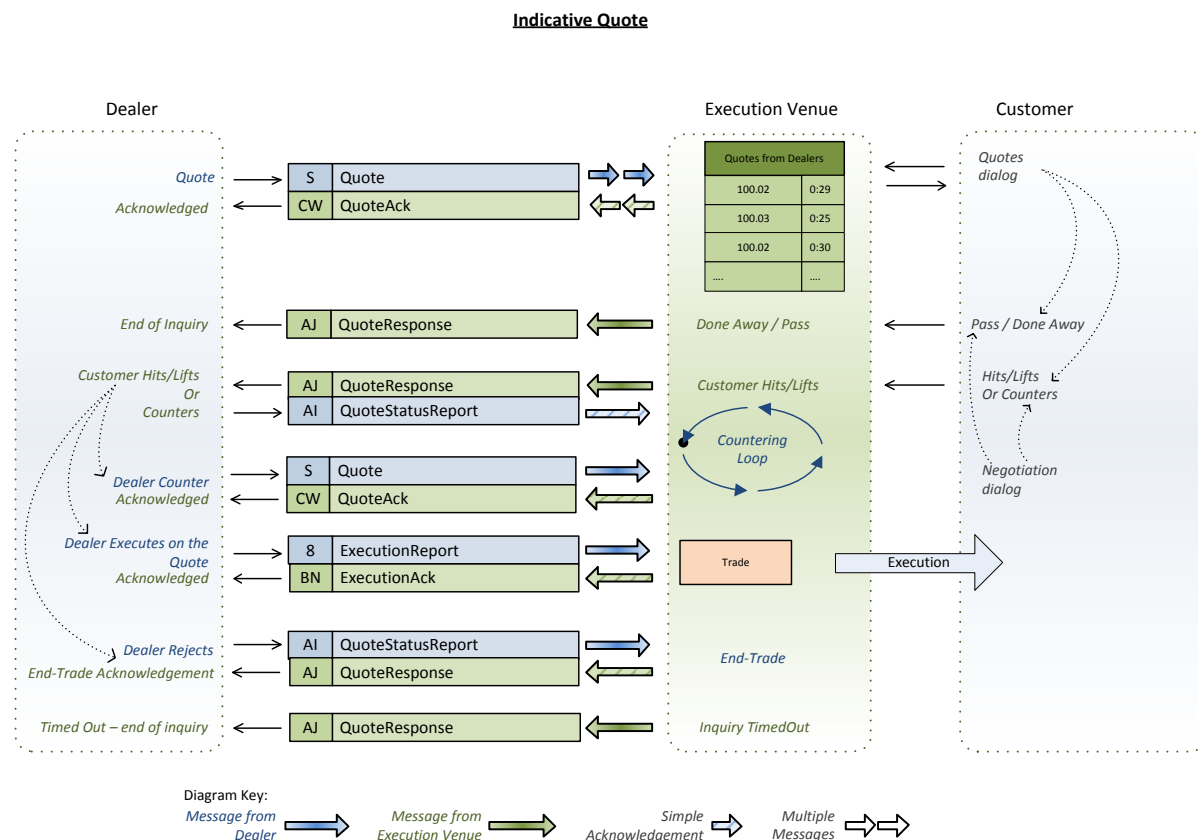 Indicative Quote
Dealer
Execution Venue
Customer
Quote
S Quote
Acknowledged
CW QuoteAck
Quotes from Dealers
100.02 0:29
100.03 0:25
100.02 0:30
.... ....
Quotes
dialog
End of Inquiry
AJ QuoteResponse
Done Away / Pass
Pass / Done Away
Customer Hits/Lifts
Or
Counters
AJ QuoteResponse
AI QuoteStatusReport
Customer Hits/Lifts
Hits/Lifts
Or Counters
Countering
Loop
Dealer Counter
Acknowledged
S Quote
CW QuoteAck
Negotiation
dialog
Dealer Executes on the
Quote
Acknowledged
8 ExecutionReport
BN ExecutionAck
Trade
Execution
Dealer Rejects
End-Trade Acknowledgement
AI QuoteStatusReport
AJ QuoteResponse
End-Trade
Timed Out – end of inquiry
AJ QuoteResponse
Inquiry TimedOut
Diagram Key:
Message from
Dealer
Message from
Execution Venue
Simple
Acknowledgement
Multiple
Messages